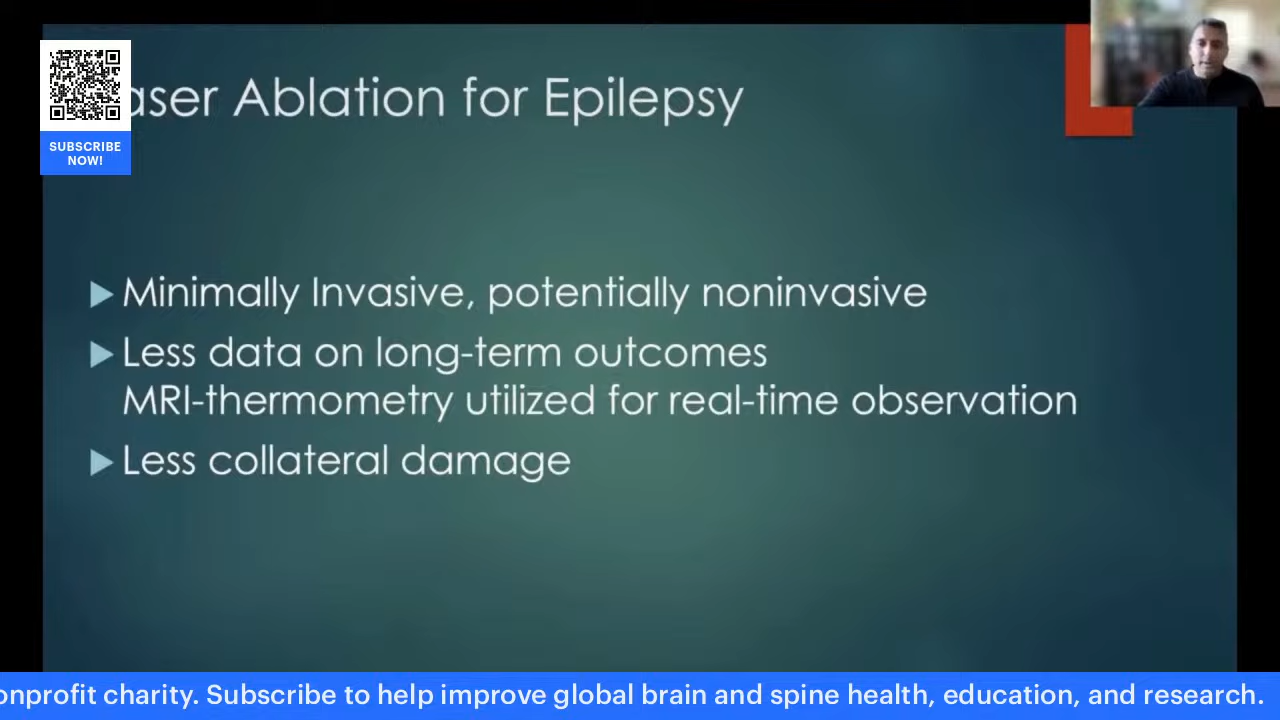 aser Ablation for Epilepsy
SUBSCRIBE
NOW!
Minimally Invasive, potentially noninvasive
Less data on long-term outcomes
MRI-thermometry utilized for real-time observation
Less collateral damage
onprofit charity. Subscribe to help improve global brain and spine health, education, and research.